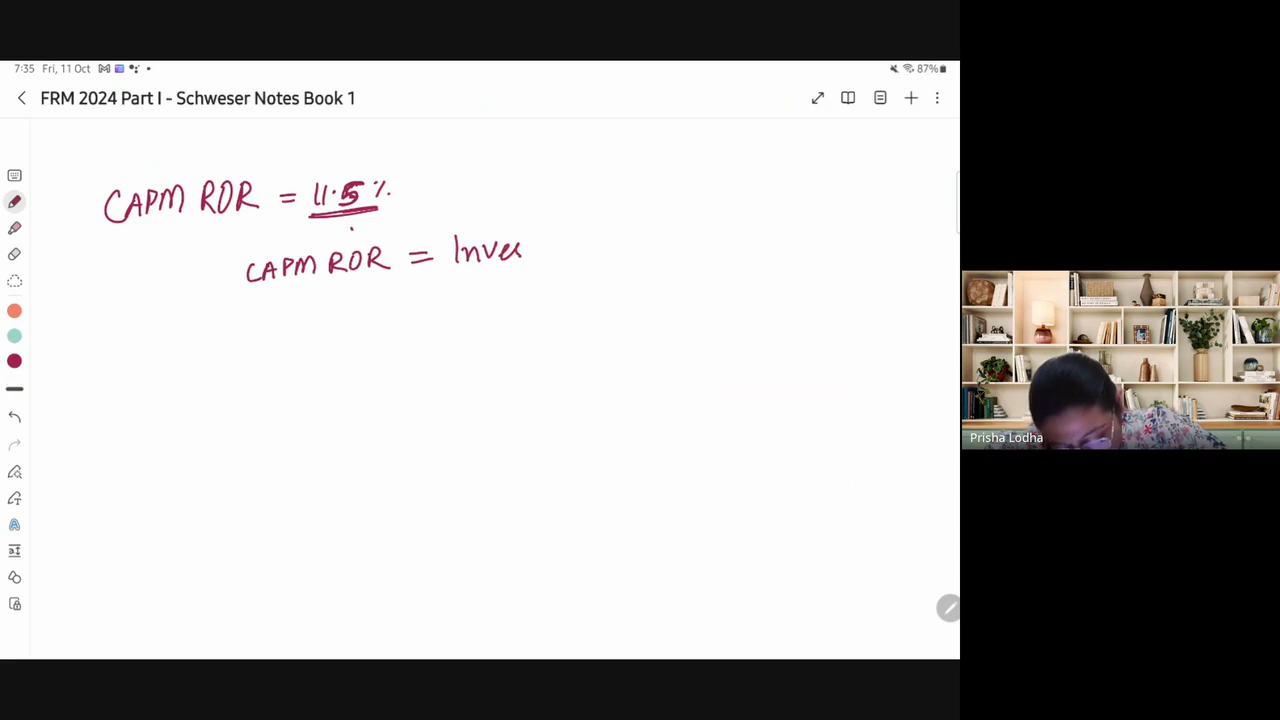 7:35 Fri, 11 Oct 87%
FRM 2024 Part I - Schweser Notes Book 1
CAPM ROR = 11.5%
CAPM ROR = Inves
Prisha Lodha